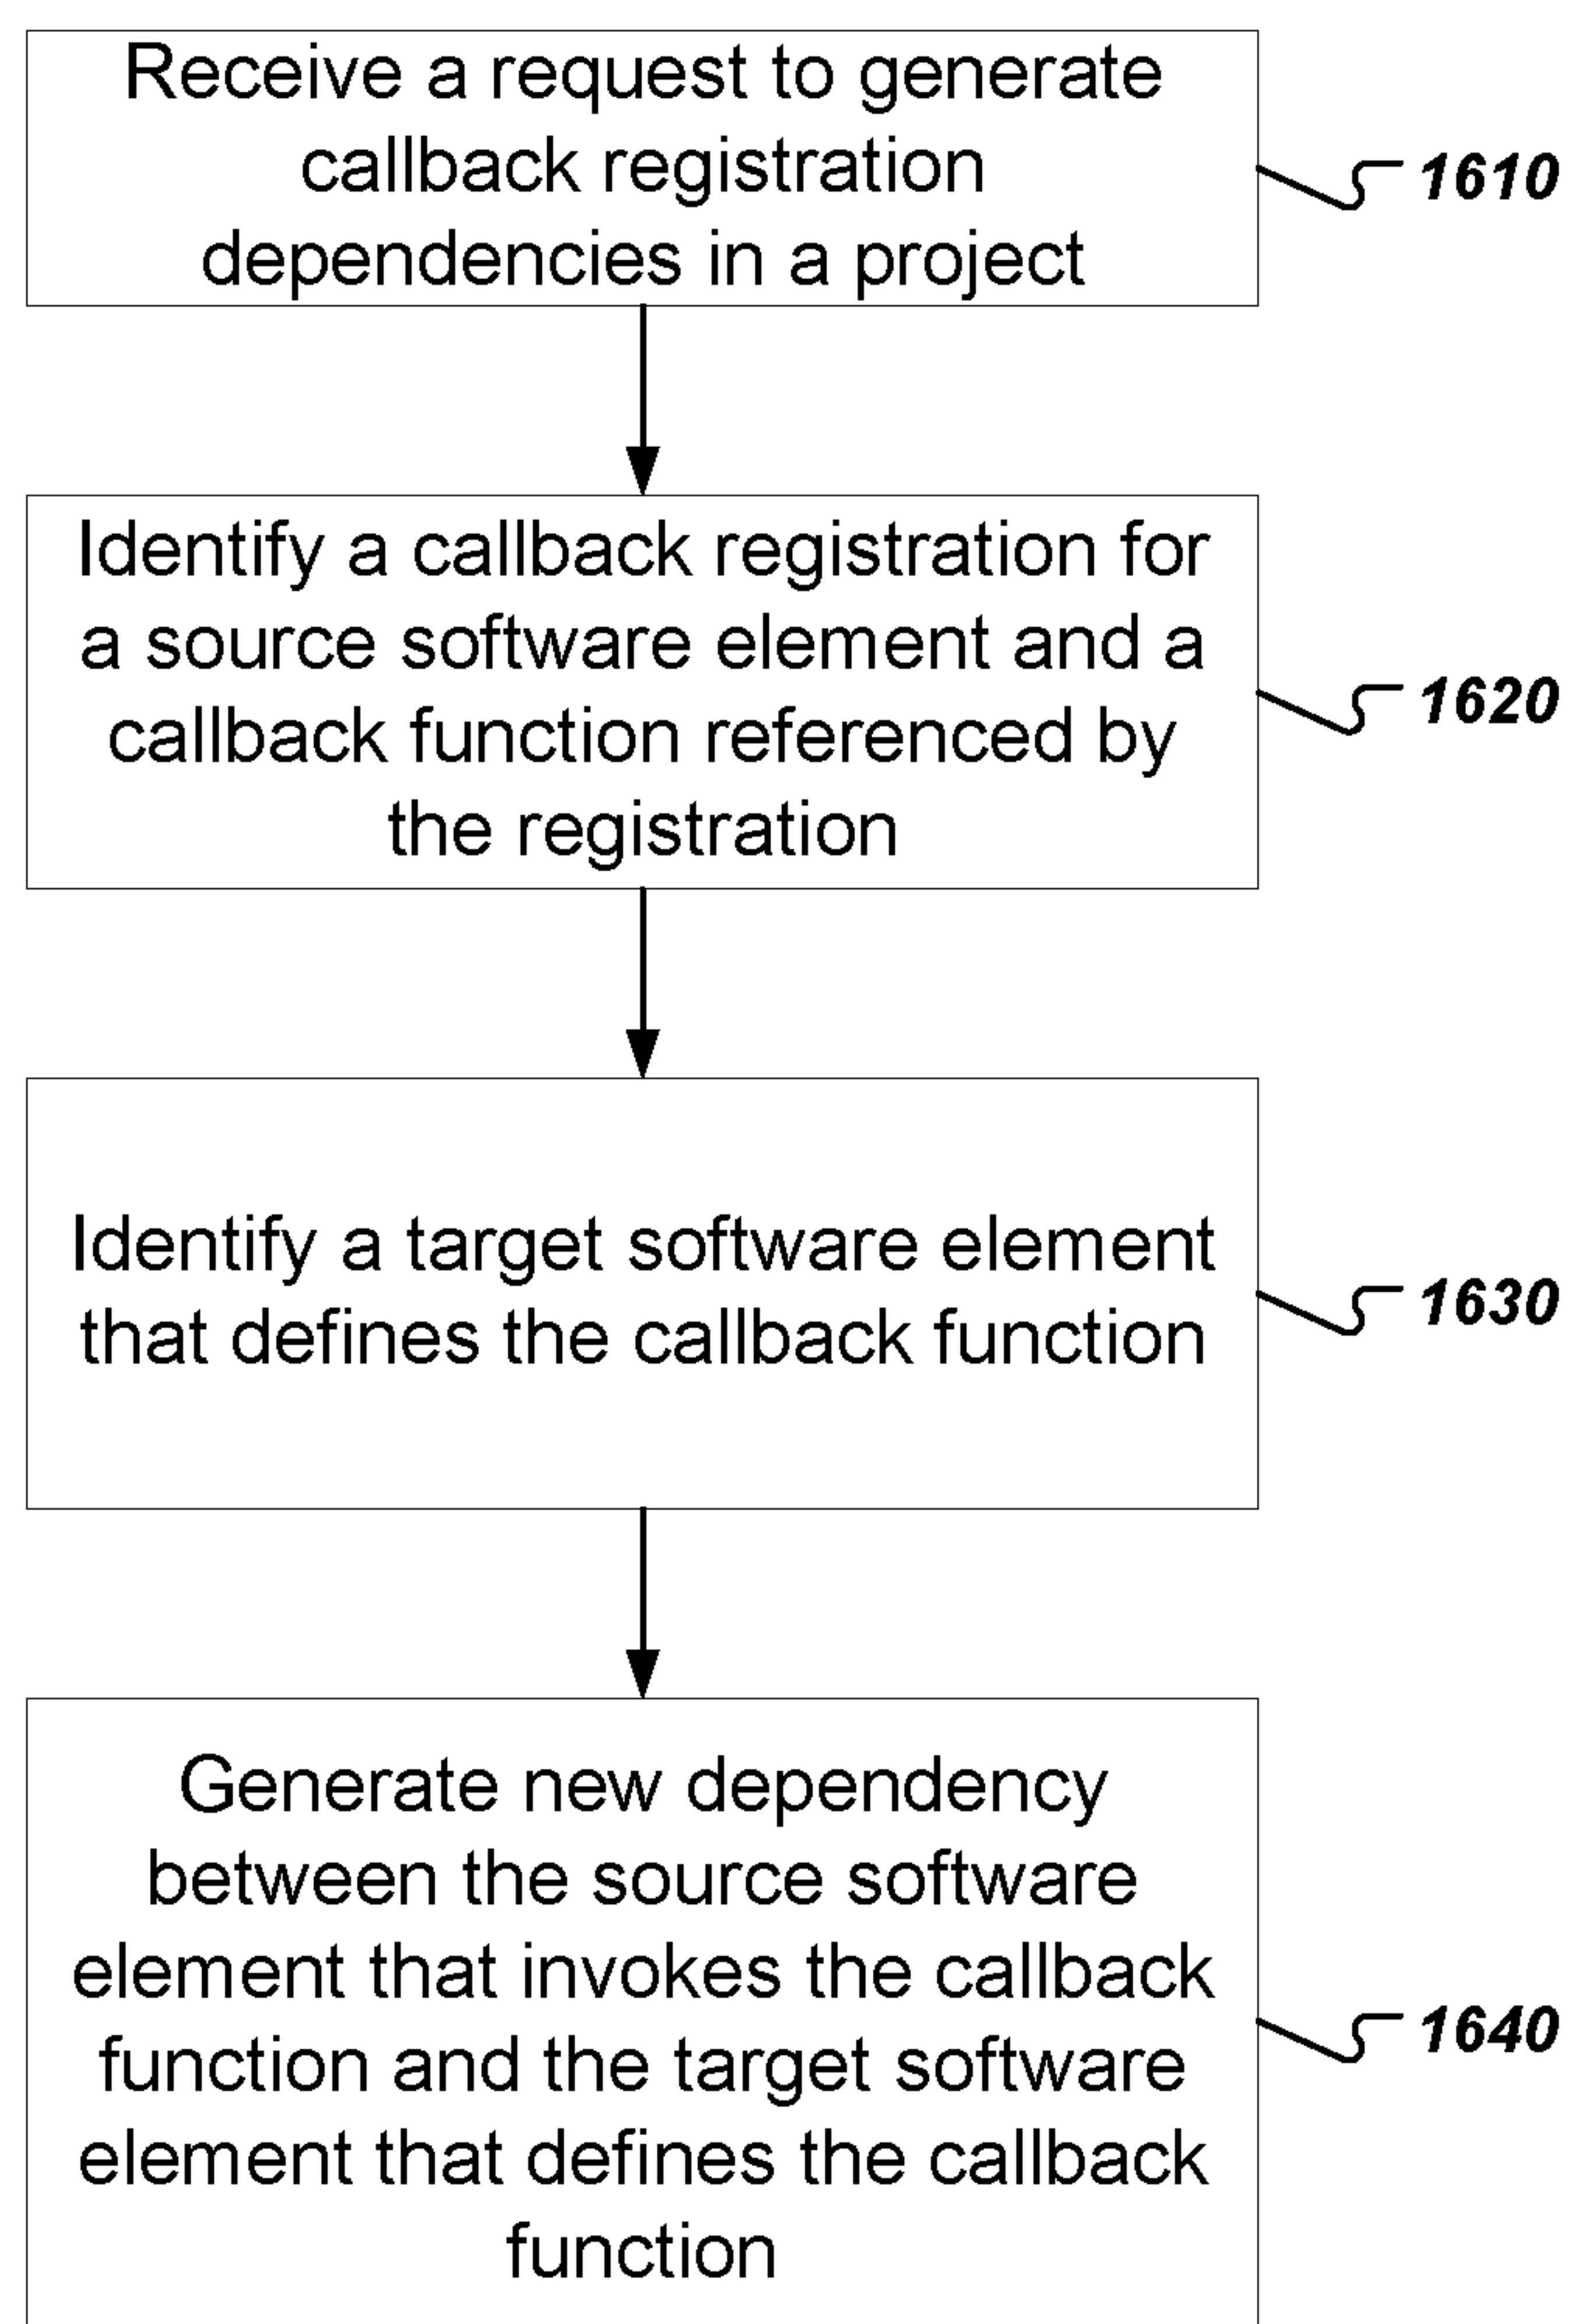 Receive a request to generate
callback registration
dependencies in a project
1610
Identify a callback registration for
a source software element and a
callback function referenced by
the registration
1620
Identify a target software element
that defines the callback function
1630
Generate new dependency
between the source software
element that invokes the callback
function and the target software
element that defines the callback
function
1640